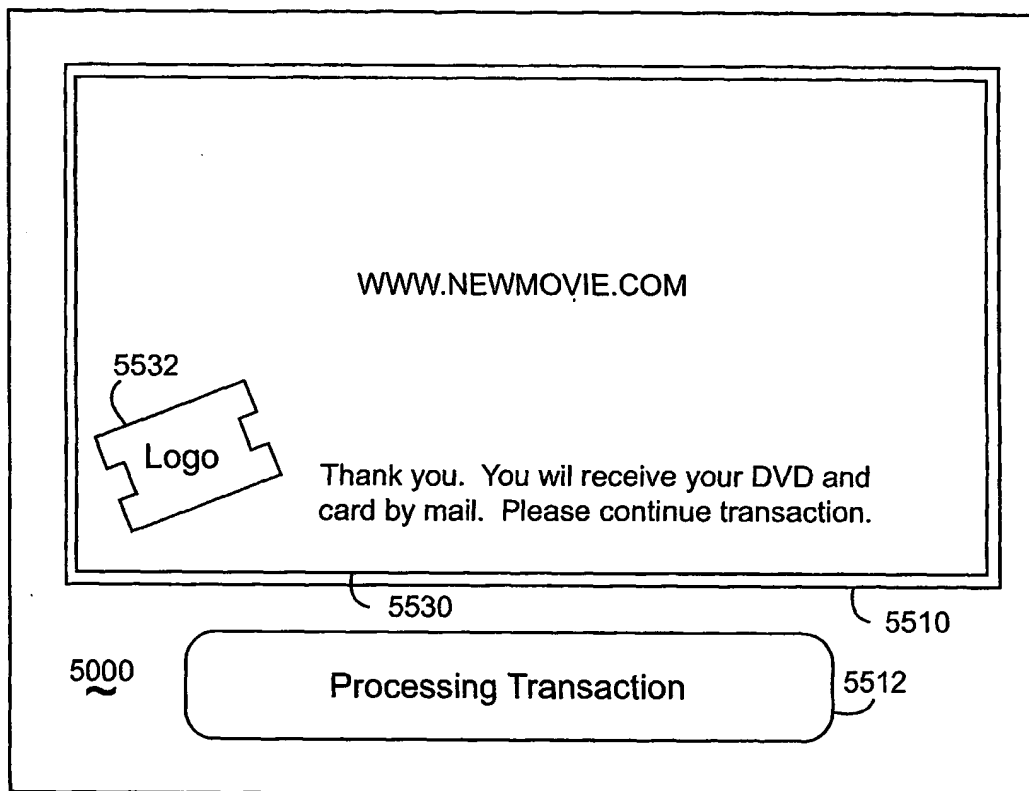 WWW.NEWMOVIE.COM
5532
Logo
Thank you. You wil receive your DVD and
card by mail. Please continue transaction.
5530
5510
5000
Processing Transaction
5512